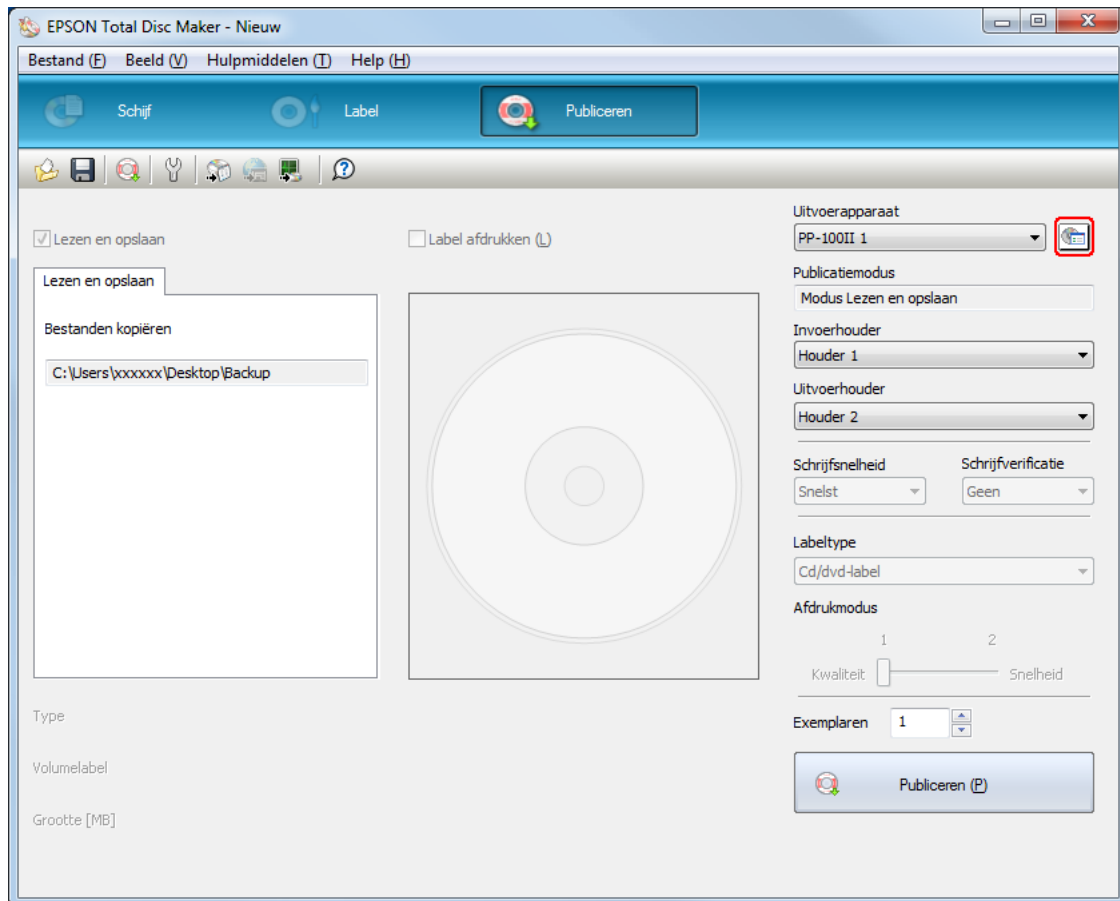 EPSON Total Disc Maker - Nieuw
Bestand (F) Beeld (V) Hulpmiddelen (T) Help (H)
Schijf Label Publiceren
Lezen en opslaan
Label afdrukken (L)
Lezen en opslaan
Bestanden kopiëren
C:\Users\xxxxxx\Desktop\Backup
Type
Volumelabel
Grootte [MB]
Uitvoerapparaat
PP-100II 1
Publicatiemodus
Modus Lezen en opslaan
Invoerhouder
Houder 1
Uitvoerhouder
Houder 2
Schrijfsnelheid Schrijfverificatie
Snelst Geen
Labeltype
Cd/dvd-label
Afdrukmodus
1 2
Kwaliteit Snelheid
Exemplaren 1
Publiceren (P)